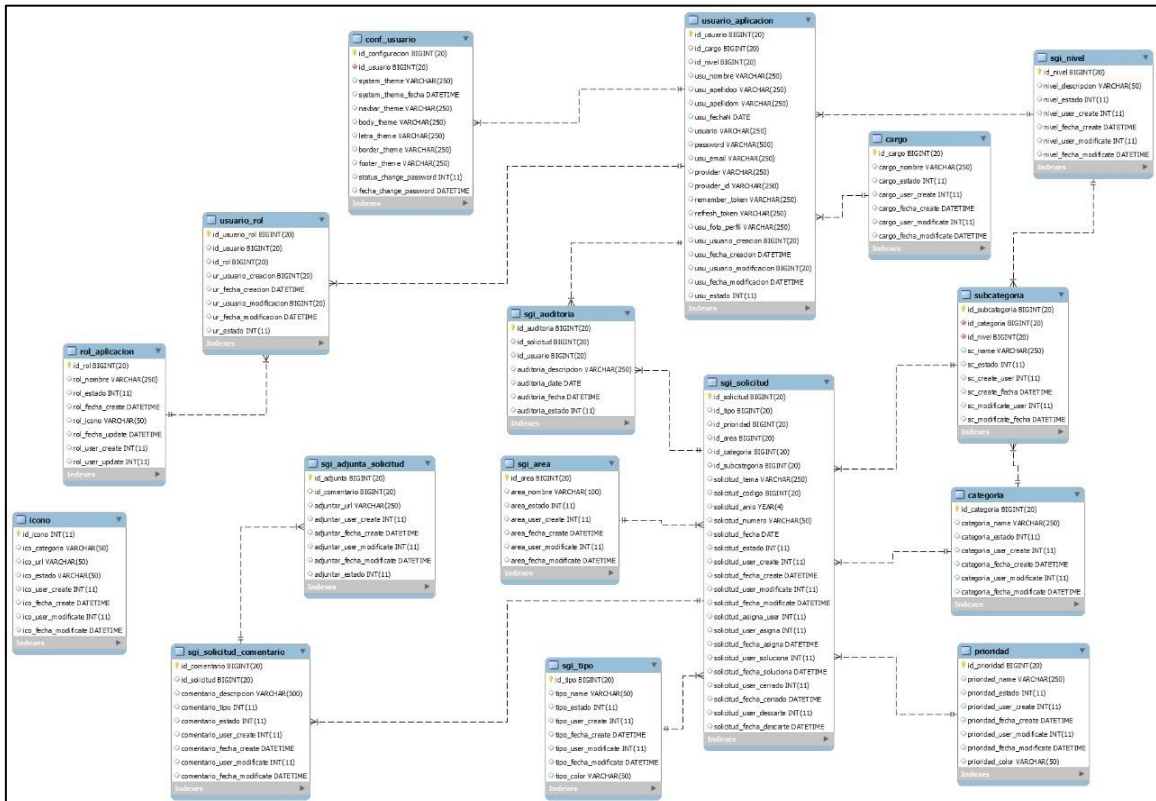 conf_usuario
id_configuracion BIGINT(20)
id_usuario BIGINT(20)
system_theme VARCHAR(250)
system_theme_fecha DATETIME
navbar_theme VARCHAR(250)
body_theme VARCHAR(250)
letra_theme VARCHAR(250)
border_theme VARCHAR(250)
footer_theme VARCHAR(250)
status_change_password INT(11)
fecha_change_password DATETIME
Indexes
usuario_aplicacion
id_usuario BIGINT(20)
id_cargo BIGINT(20)
id_nivel BIGINT(20)
usu_nombre VARCHAR(250)
usu_apelidop VARCHAR(250)
usu_apelidom VARCHAR(250)
usu_fechaN DATE
usuario VARCHAR(250)
password VARCHAR(500)
usu_email VARCHAR(250)
provider VARCHAR(250)
provider_id VARCHAR(250)
remember_token VARCHAR(250)
refresh_token VARCHAR(250)
usu_foto_perfil VARCHAR(250)
usu_usuario_creacion BIGINT(20)
usu_fecha_creacion DATETIME
usu_usuario_modificacion BIGINT(20)
usu_fecha_modificacion DATETIME
usu_estado INT(11)
Indexes
sgi_nivel
id_nivel BIGINT(20)
nivel_descripcion VARCHAR(50)
nivel_estado INT(11)
nivel_user_create INT(11)
nivel_fecha_create DATETIME
nivel_user_modificate INT(11)
nivel_fecha_modificate DATETIME
Indexes
cargo
id_cargo BIGINT(20)
cargo_nombre VARCHAR(250)
cargo_estado INT(11)
cargo_user_create INT(11)
cargo_fecha_create DATETIME
cargo_user_modificate INT(11)
cargo_fecha_modificate DATETIME
Indexes
usuario_rol
id_usuario_rol BIGINT(20)
id_usuario BIGINT(20)
id_rol BIGINT(20)
ur_usuario_creacion BIGINT(20)
ur_fecha_creacion DATETIME
ur_usuario_modificacion BIGINT(20)
ur_fecha_modificacion DATETIME
ur_estado INT(11)
Indexes
sgi_auditoria
id_auditoria BIGINT(20)
id_solicitud BIGINT(20)
id_usuario BIGINT(20)
auditoria_descripcion VARCHAR(250)
auditoria_date DATE
auditoria_fecha DATETIME
auditoria_estado INT(11)
Indexes
subcategoria
id_subcategoria BIGINT(20)
id_categoria BIGINT(20)
id_nivel BIGINT(20)
sc_name VARCHAR(250)
sc_estado INT(11)
sc_create_user INT(11)
sc_create_fecha DATETIME
sc_modificate_user INT(11)
sc_modificate_fecha DATETIME
Indexes
rol_aplicacion
id_rol BIGINT(20)
rol_nombre VARCHAR(250)
rol_estado INT(11)
rol_fecha_create DATETIME
rol_icono VARCHAR(50)
rol_fecha_update DATETIME
rol_user_create INT(11)
rol_user_update INT(11)
Indexes
sgi_solicitud
id_solicitud BIGINT(20)
id_tipo BIGINT(20)
id_prioridad BIGINT(20)
id_area BIGINT(20)
id_categoria BIGINT(20)
id_subcategoria BIGINT(20)
solicitud_tema VARCHAR(250)
solicitud_codigo BIGINT(20)
solicitud_anio YEAR(4)
solicitud_numero VARCHAR(50)
solicitud_fecha DATE
solicitud_estado INT(11)
solicitud_user_create INT(11)
solicitud_fecha_create DATETIME
solicitud_user_modificate INT(11)
solicitud_fecha_modificate DATETIME
solicitud_asigna_user INT(11)
solicitud_user_asigna INT(11)
solicitud_fecha_asigna DATETIME
solicitud_user_soluciona INT(11)
solicitud_fecha_soluciona DATETIME
solicitud_user_cerrado INT(11)
solicitud_fecha_cerrado DATETIME
solicitud_user_descarte INT(11)
solicitud_fecha_descarte DATETIME
Indexes
sgi_adjunta_solicitud
id_adjunta BIGINT(20)
id_comentario BIGINT(20)
adjuntar_url VARCHAR(250)
adjuntar_user_create INT(11)
adjuntar_fecha_create DATETIME
adjuntar_user_modificate INT(11)
adjuntar_fecha_modificate DATETIME
adjuntar_estado INT(11)
Indexes
sgi_area
id_area BIGINT(20)
area_nombre VARCHAR(100)
area_estado INT(11)
area_user_create INT(11)
area_fecha_create DATETIME
area_user_modificate INT(11)
area_fecha_modificate DATETIME
Indexes
categoria
id_categoria BIGINT(20)
categoria_name VARCHAR(250)
categoria_estado INT(11)
categoria_user_create INT(11)
categoria_fecha_create DATETIME
categoria_user_modificate INT(11)
categoria_fecha_modificate DATETIME
Indexes
icono
id_icono INT(11)
ico_categoria VARCHAR(50)
ico_url VARCHAR(50)
ico_estado VARCHAR(50)
ico_user_create INT(11)
ico_fecha_create DATETIME
ico_user_modificate INT(11)
ico_fecha_modificate DATETIME
Indexes
sgi_solicitud_comentario
id_comentario BIGINT(20)
id_solicitud BIGINT(20)
comentario_descripcion VARCHAR(500)
comentario_tipo INT(11)
comentario_estado INT(11)
comentario_user_create INT(11)
comentario_fecha_create DATETIME
comentario_user_modificate INT(11)
comentario_fecha_modificate DATETIME
Indexes
sgi_tipo
id_tipo BIGINT(20)
tipo_name VARCHAR(50)
tipo_estado INT(11)
tipo_user_create INT(11)
tipo_fecha_create DATETIME
tipo_user_modificate INT(11)
tipo_fecha_modificate DATETIME
tipo_color VARCHAR(50)
Indexes
prioridad
id_prioridad BIGINT(20)
prioridad_name VARCHAR(250)
prioridad_estado INT(11)
prioridad_user_create INT(11)
prioridad_fecha_create DATETIME
prioridad_user_modificate INT(11)
prioridad_fecha_modificate DATETIME
prioridad_color VARCHAR(50)
Indexes